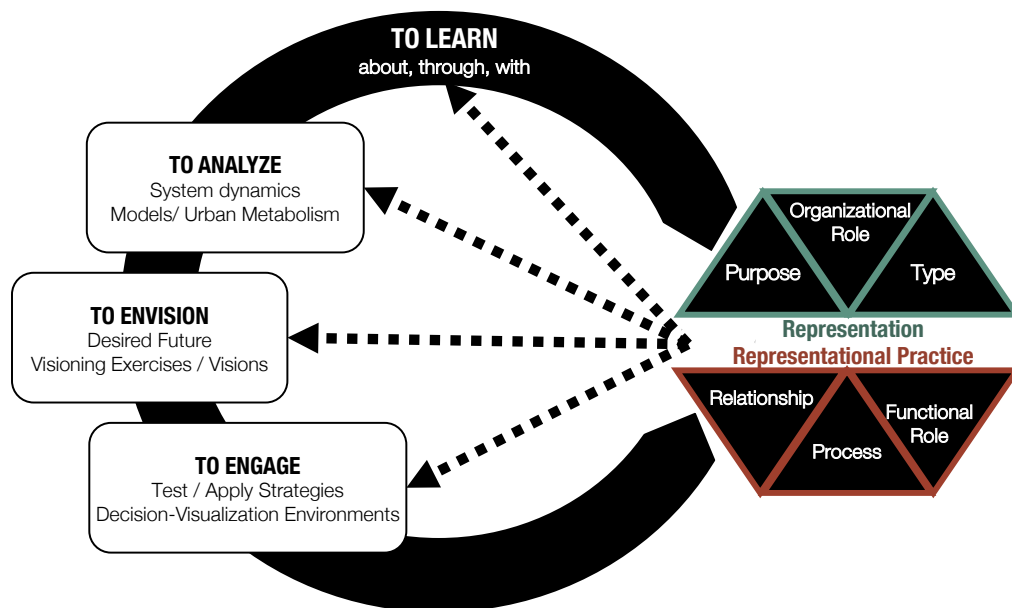 TO LEARN
about, through, with
TO ANALYZE
System dynamics
Models/ Urban Metabolism
TO ENVISION
Desired Future
Visioning Exercises / Visions
TO ENGAGE
Test / Apply Strategies
Decision-Visualization Environments
Organizational
Role
Purpose
Type
Representation
Representational Practice
Relationship
Process
Functional
Role